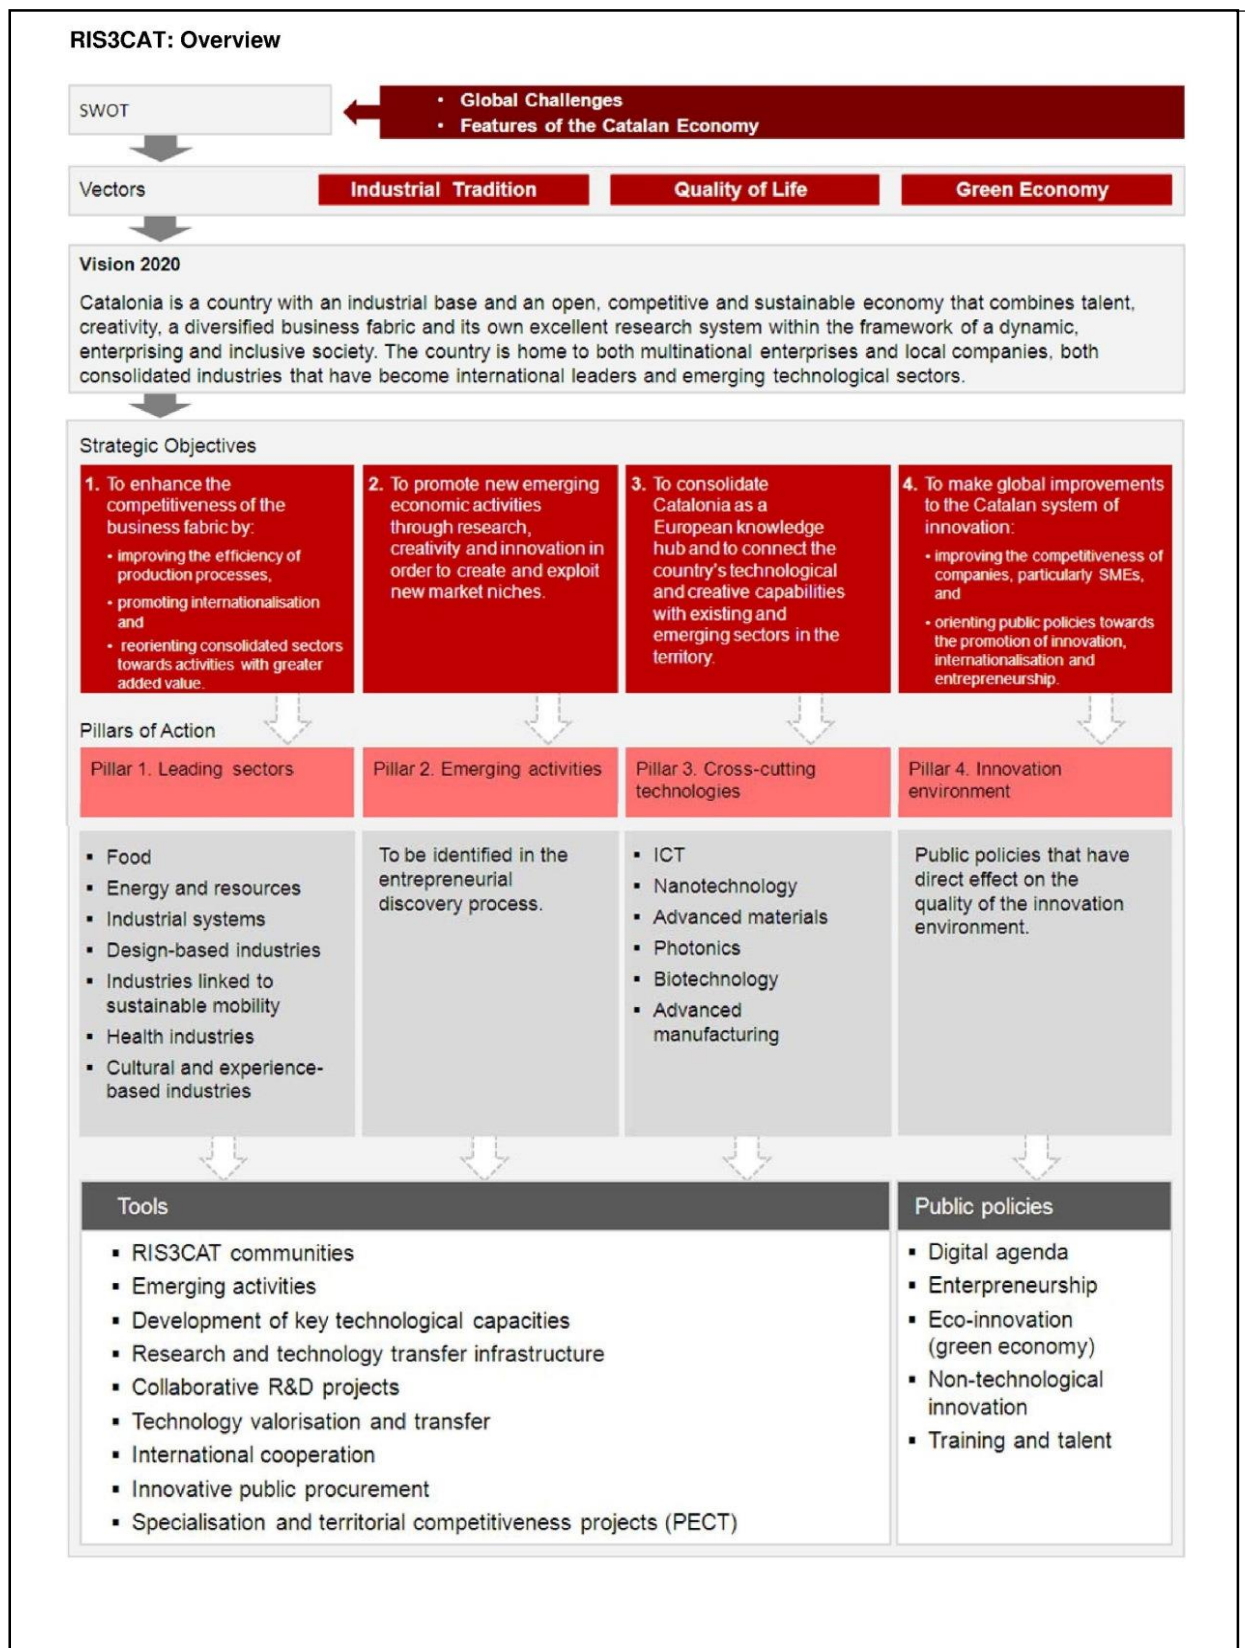 RIS3CAT: Overview
SWOT
• Global Challenges
• Features of the Catalan Economy
Vectors
Industrial Tradition
Quality of Life
Green Economy
Vision 2020
Catalonia is a country with an industrial base and an open, competitive and sustainable economy that combines talent,
creativity, a diversified business fabric and its own excellent research system within the framework of a dynamic,
enterprising and inclusive society. The country is home to both multinational enterprises and local companies, both
consolidated industries that have become international leaders and emerging technological sectors.
Strategic Objectives
1. To enhance the
competitiveness of the
business fabric by:
• improving the efficiency of
production processes,
• promoting internationalisation
and
• reorienting consolidated sectors
towards activities with greater
added value.
2. To promote new emerging
economic activities
through research,
creativity and innovation in
order to create and exploit
new market niches.
3. To consolidate
Catalonia as a
European knowledge
hub and to connect the
country's technological
and creative capabilities
with existing and
emerging sectors in the
territory.
4. To make global improvements
to the Catalan system of
innovation:
• improving the competitiveness of
companies, particularly SMEs,
and
• orienting public policies towards
the promotion of innovation,
internationalisation and
entrepreneurship.
Pillars of Action
Pillar 1. Leading sectors
Pillar 2. Emerging activities
Pillar 3. Cross-cutting
technologies
Pillar 4. Innovation
environment
▪ Food
▪ Energy and resources
▪ Industrial systems
▪ Design-based industries
▪ Industries linked to
sustainable mobility
▪ Health industries
▪ Cultural and experience-
based industries
To be identified in the
entrepreneurial
discovery process.
▪ ICT
▪ Nanotechnology
▪ Advanced materials
▪ Photonics
▪ Biotechnology
▪ Advanced
manufacturing
Public policies that have
direct effect on the
quality of the innovation
environment.
Tools
▪ RIS3CAT communities
▪ Emerging activities
▪ Development of key technological capacities
▪ Research and technology transfer infrastructure
▪ Collaborative R&D projects
▪ Technology valorisation and transfer
▪ International cooperation
▪ Innovative public procurement
▪ Specialisation and territorial competitiveness projects (PECT)
Public policies
▪ Digital agenda
▪ Enterpreneurship
▪ Eco-innovation
(green economy)
▪ Non-technological
innovation
▪ Training and talent